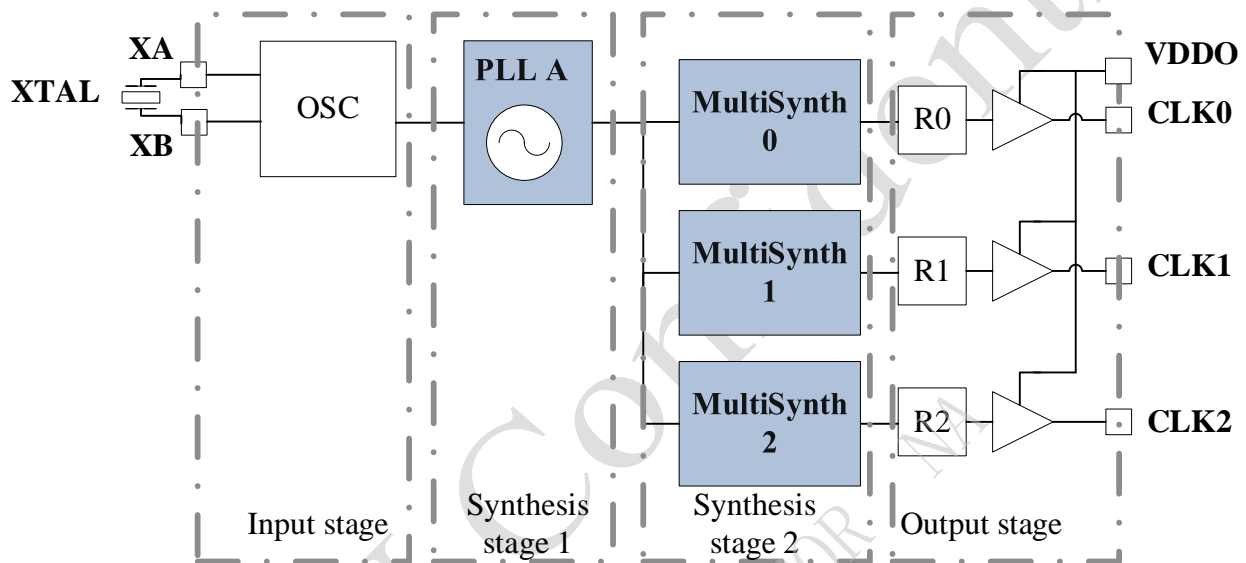 XA
XTAL
XB
OSC
PLL A
MultiSynth
0
MultiSynth
1
MultiSynth
2
R0
R1
R2
VDDO
CLK0
CLK1
CLK2
Input stage
Synthesis
stage 1
Synthesis
stage 2
Output stage
NA